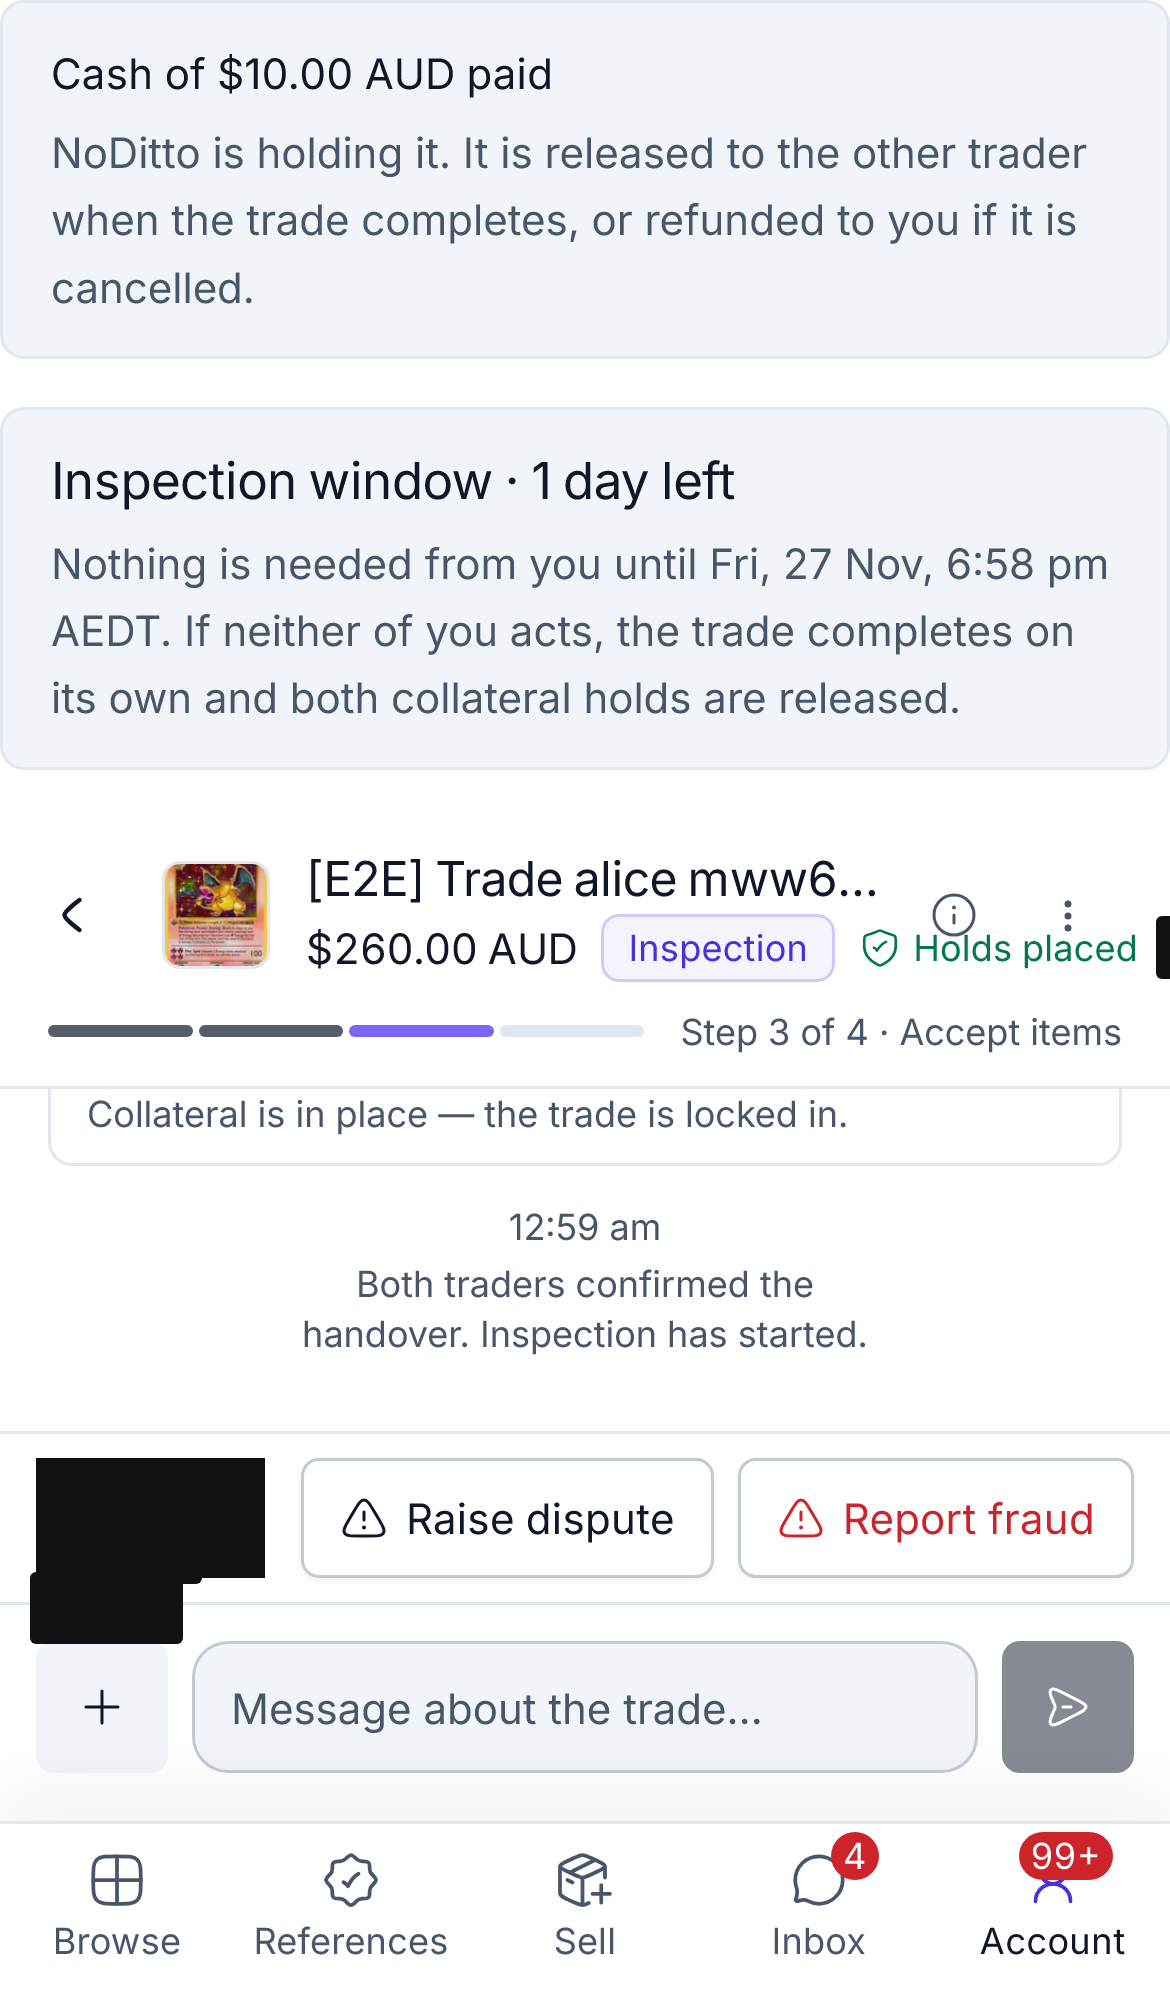 Cash of $10.00 AUD paid
NoDitto is holding it. It is released to the other trader
when the trade completes, or refunded to you if it is
cancelled.
Inspection window · 1 day left
Nothing is needed from you until Fri, 27 Nov, 6:58 pm
AEDT. If neither of you acts, the trade completes on
its own and both collateral holds are released.
[E2E] Trade alice mww6...
$260.00 AUD Inspection Holds placed
Step 3 of 4 · Accept items
Collateral is in place — the trade is locked in.
12:59 am
Both traders confirmed the
handover. Inspection has started.
Raise dispute Report fraud
Message about the trade...
4 99+
Browse References Sell Inbox Account